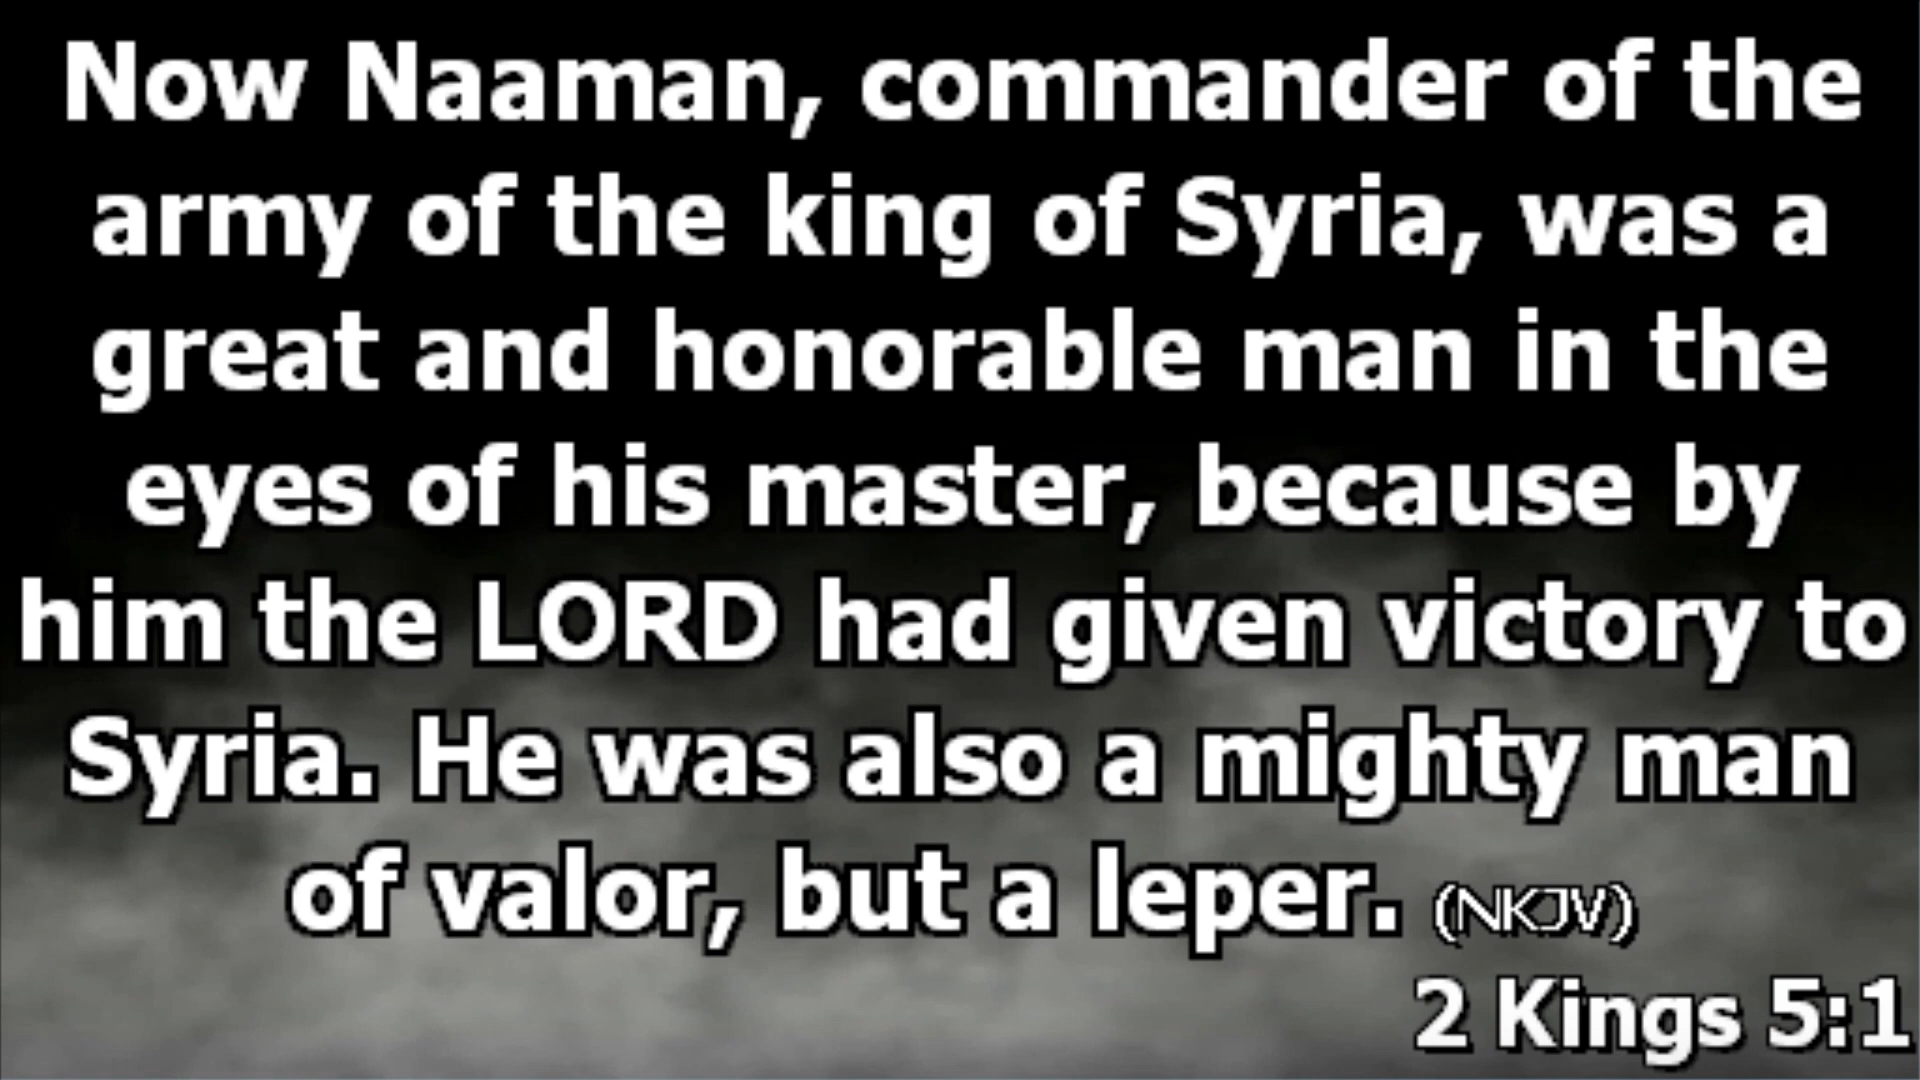 Now Naaman, commander of the
army of the king of Syria, was a
great and honorable man in the
eyes of his master, because by
him the LORD had given victory to
Syria. He was also a mighty man
of valor, but a leper. (NKJV)
2 Kings 5:1